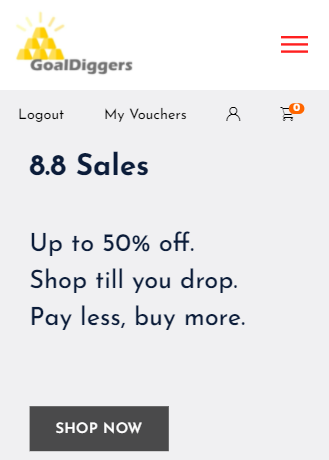 GoalDiggers
Logout
My Vouchers
0
8.8 Sales
Up to 50% off.
Shop till you drop.
Pay less, buy more.
SHOP NOW